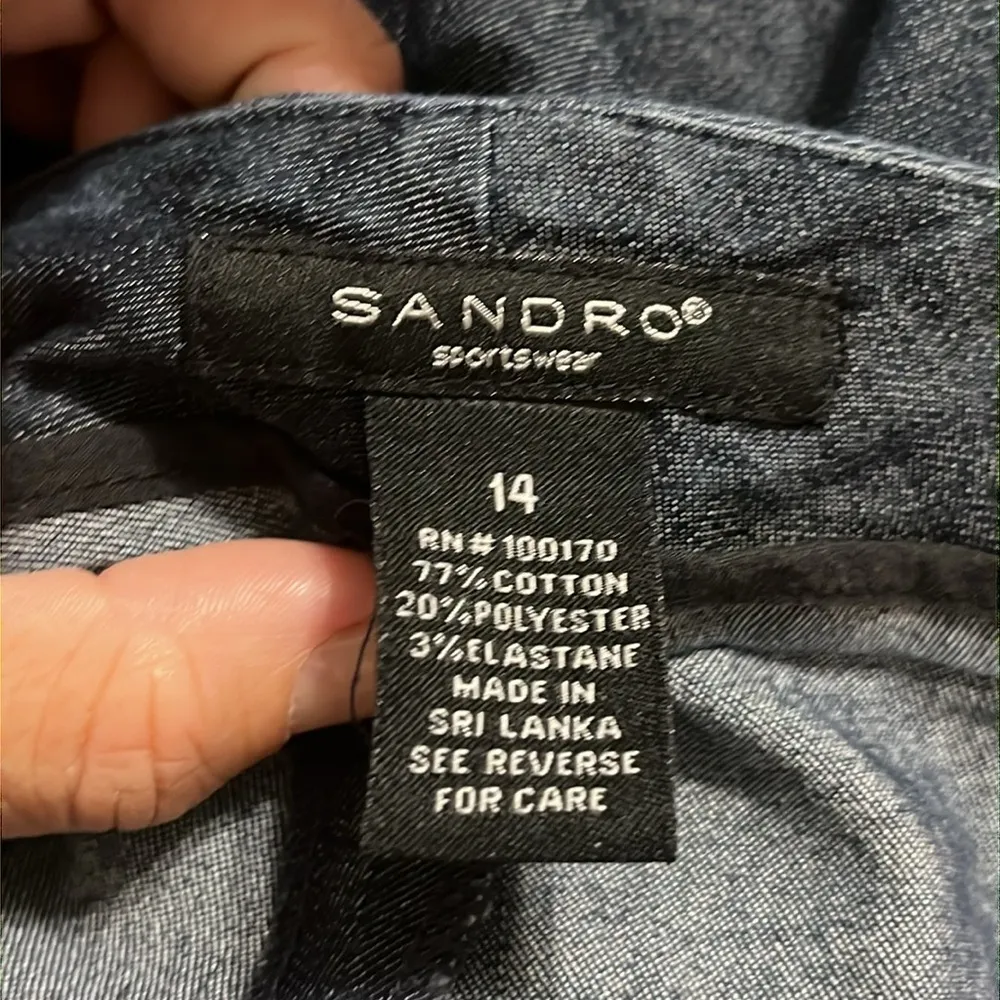 SANDRO®
sportswear
14
RN# 100170
77% COTTON
20% POLYESTER
3% ELASTANE
MADE IN
SRI LANKA
SEE REVERSE
FOR CARE